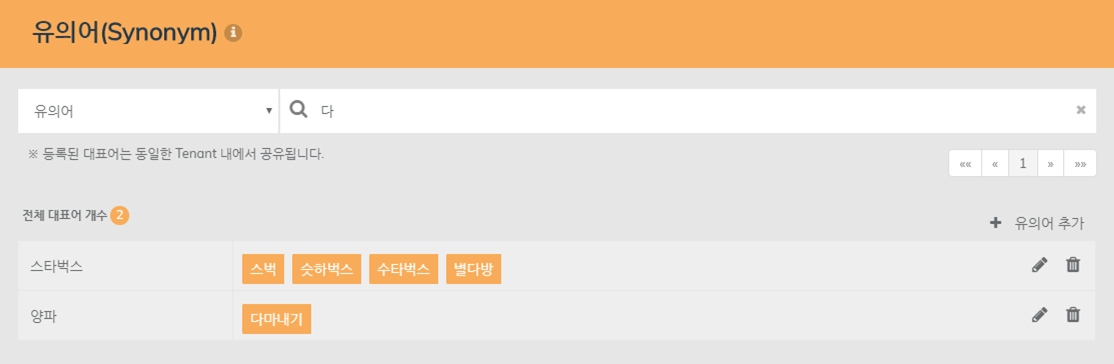 유의어(Synonym)
유의어 다
※ 등록된 대표어는 동일한 Tenant 내에서 공유됩니다.
«« « 1 » »»
전체 대표어 개수 2
+ 유의어 추가
스타벅스 스벅 슷하벅스 수타벅스 별다방
양파 다마내기